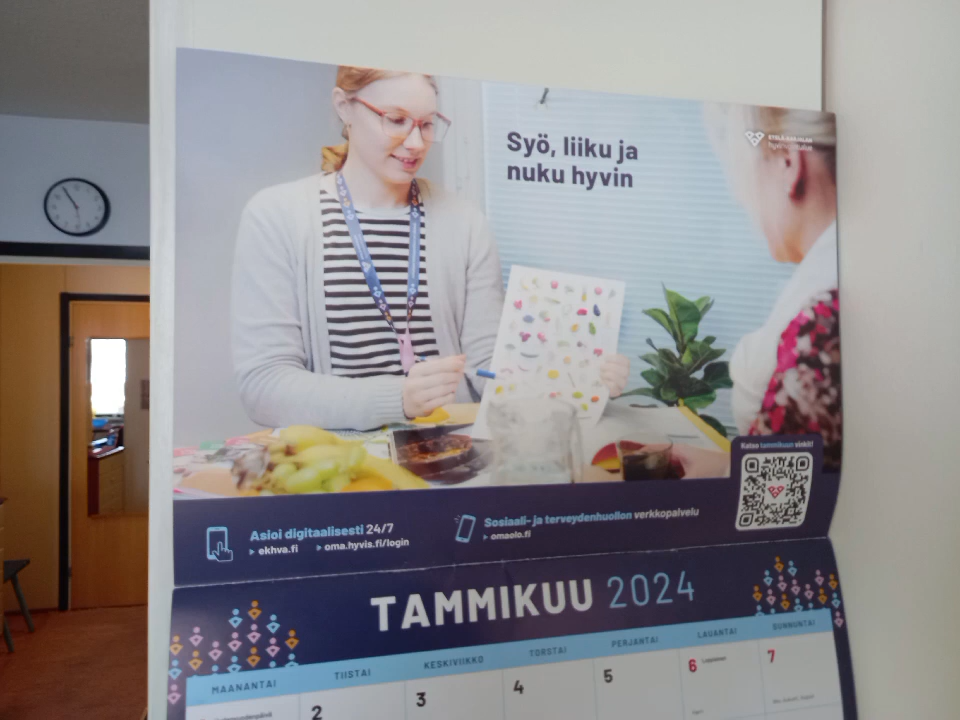 Syö, liiku ja
nuku hyvin
Katso tammikuun vinkit!
Asioi digitaalisesti 24/7
ekhva.fi
oma.hyvis.fi/login
Sosiaali- ja terveydenhuollon verkkopalvelu
omaolo.fi
TAMMIKUU 2024
MAANANTAI TIISTAI KESKIVIIKKO TORSTAI PERJANTAI LAUANTAI SUNNUNTAI
2 3 4 5 6 Loppiainen 7